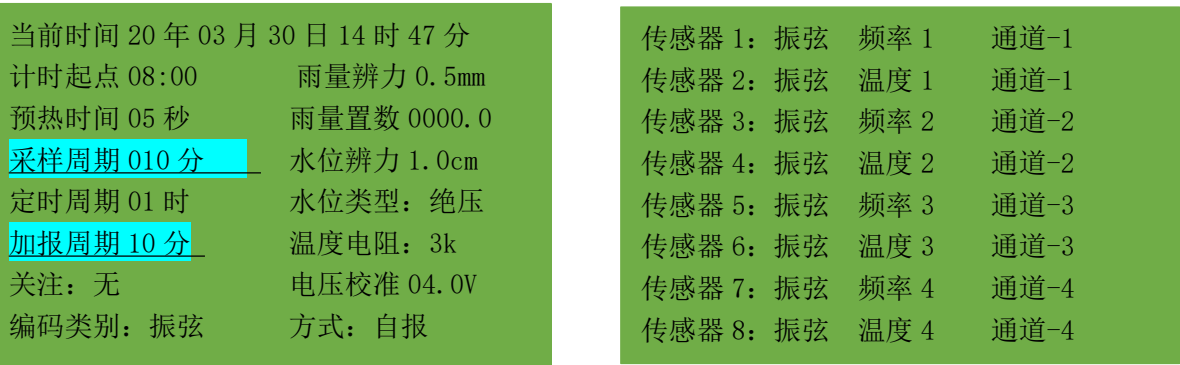 当前时间 20 年 03 月 30 日 14 时 47 分
计时起点 08:00 雨量辨力 0.5mm
预热时间 05 秒 雨量置数 0000.0
采样周期 010 分 水位辨力 1.0cm
定时周期 01 时 水位类型：绝压
加报周期 10 分 温度电阻：3k
关注：无 电压校准 04.0V
编码类别：振弦 方式：自报
传感器 1：振弦 频率 1 通道-1
传感器 2：振弦 温度 1 通道-1
传感器 3：振弦 频率 2 通道-2
传感器 4：振弦 温度 2 通道-2
传感器 5：振弦 频率 3 通道-3
传感器 6：振弦 温度 3 通道-3
传感器 7：振弦 频率 4 通道-4
传感器 8：振弦 温度 4 通道-4